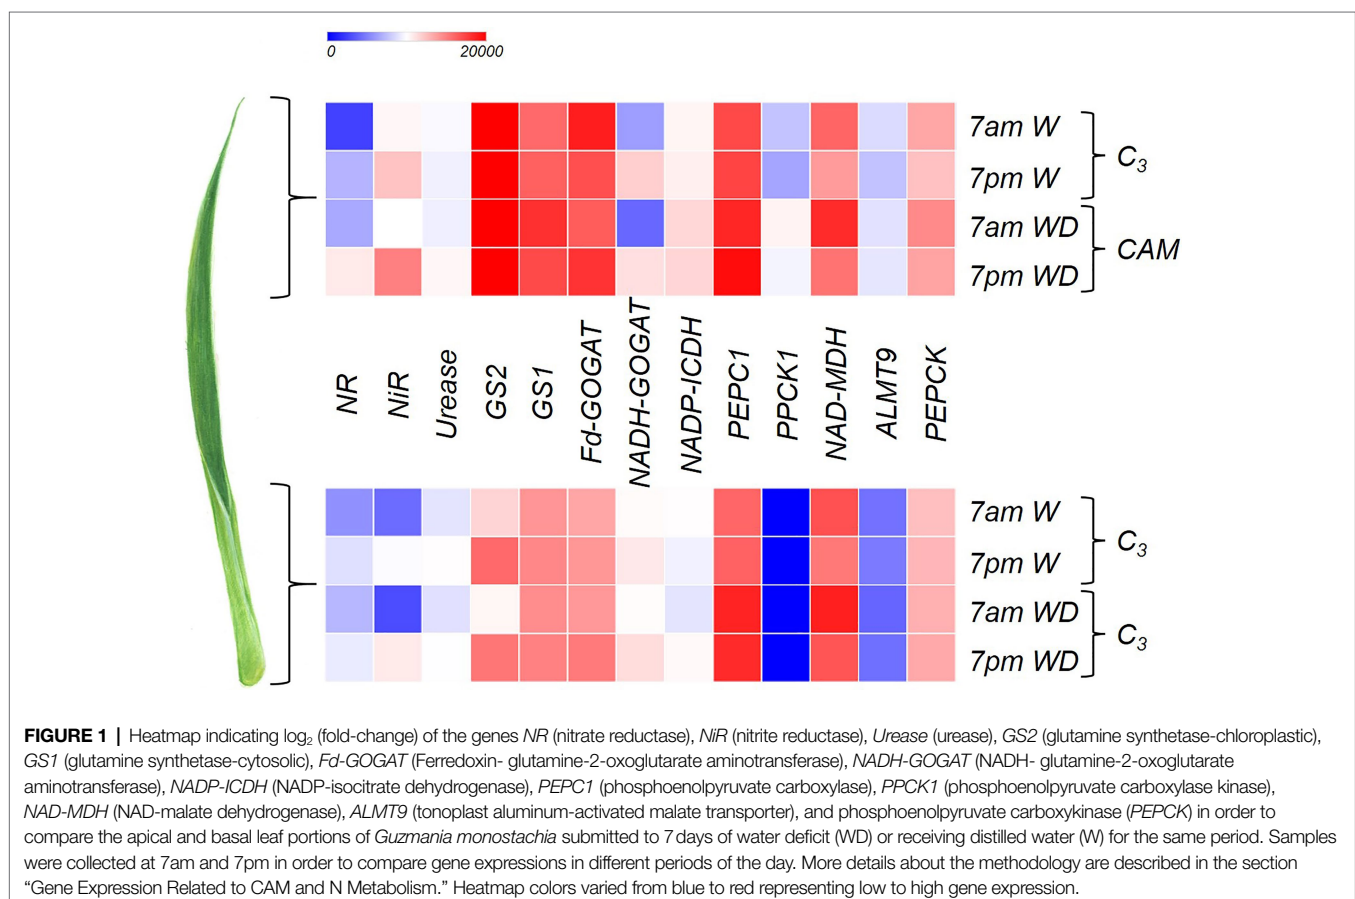 0 20000
7am W
7pm W
C3
7am WD
7pm WD
CAM
NR NiR Urease GS2 GS1 Fd-GOGAT NADH-GOGAT NADP-ICDH PEPC1 PPCK1 NAD-MDH ALMT9 PEPCK
7am W
7pm W
C3
7am WD
7pm WD
C3
FIGURE 1 | Heatmap indicating log2 (fold-change) of the genes NR (nitrate reductase), NiR (nitrite reductase), Urease (urease), GS2 (glutamine synthetase-chloroplastic),
GS1 (glutamine synthetase-cytosolic), Fd-GOGAT (Ferredoxin- glutamine-2-oxoglutarate aminotransferase), NADH-GOGAT (NADH- glutamine-2-oxoglutarate
aminotransferase), NADP-ICDH (NADP-isocitrate dehydrogenase), PEPC1 (phosphoenolpyruvate carboxylase), PPCK1 (phosphoenolpyruvate carboxylase kinase),
NAD-MDH (NAD-malate dehydrogenase), ALMT9 (tonoplast aluminum-activated malate transporter), and phosphoenolpyruvate carboxykinase (PEPCK) in order to
compare the apical and basal leaf portions of Guzmania monostachia submitted to 7 days of water deficit (WD) or receiving distilled water (W) for the same period. Samples
were collected at 7am and 7pm in order to compare gene expressions in different periods of the day. More details about the methodology are described in the section
“Gene Expression Related to CAM and N Metabolism.” Heatmap colors varied from blue to red representing low to high gene expression.